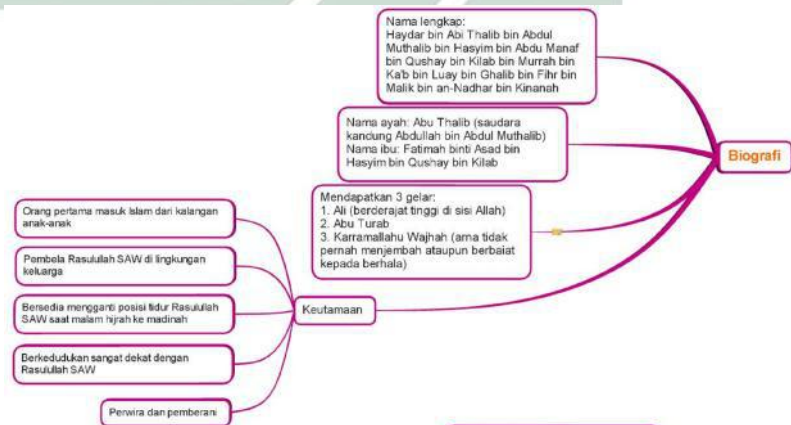 Nama lengkap:
Haydar bin Abi Thalib bin Abdul
Muthalib bin Hasyim bin Abdu Manaf
bin Qushay bin Kilab bin Murrah bin
Ka'b bin Luay bin Ghalib bin Fihr bin
Malik bin an-Nadhar bin Kinanah
Nama ayah: Abu Thalib (saudara
kandung Abdullah bin Abdul Muthalib)
Nama ibu: Fatimah binti Asad bin
Hasyim bin Qushay bin Kilab
Biografi
Mendapatkan 3 gelar:
1. Ali (berderajat tinggi di sisi Allah)
2. Abu Turab
3. Karramallahu Wajhah (arna tidak
pernah menjembah ataupun berbaiat
kepada berhala)
Keutamaan
Orang pertama masuk Islam dari kalangan
anak-anak
Pembela Rasulullah SAW di lingkungan
keluarga
Bersedia mengganti posisi tidur Rasulullah
SAW saat malam hijrah ke madinah
Berkedudukan sangat dekat dengan
Rasulullah SAW
Perwira dan pemberani